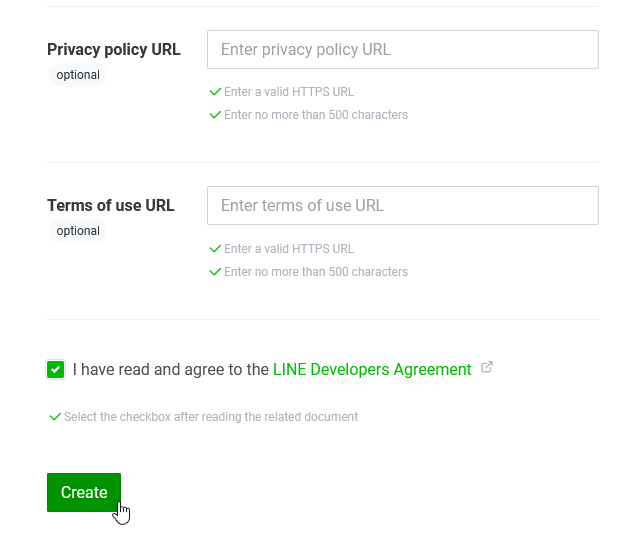 Privacy policy URL
Enter privacy policy URL
optional
Enter a valid HTTPS URL
Enter no more than 500 characters
Terms of use URL
Enter terms of use URL
optional
Enter a valid HTTPS URL
Enter no more than 500 characters
I have read and agree to the LINE Developers Agreement
Select the checkbox after reading the related document
Create